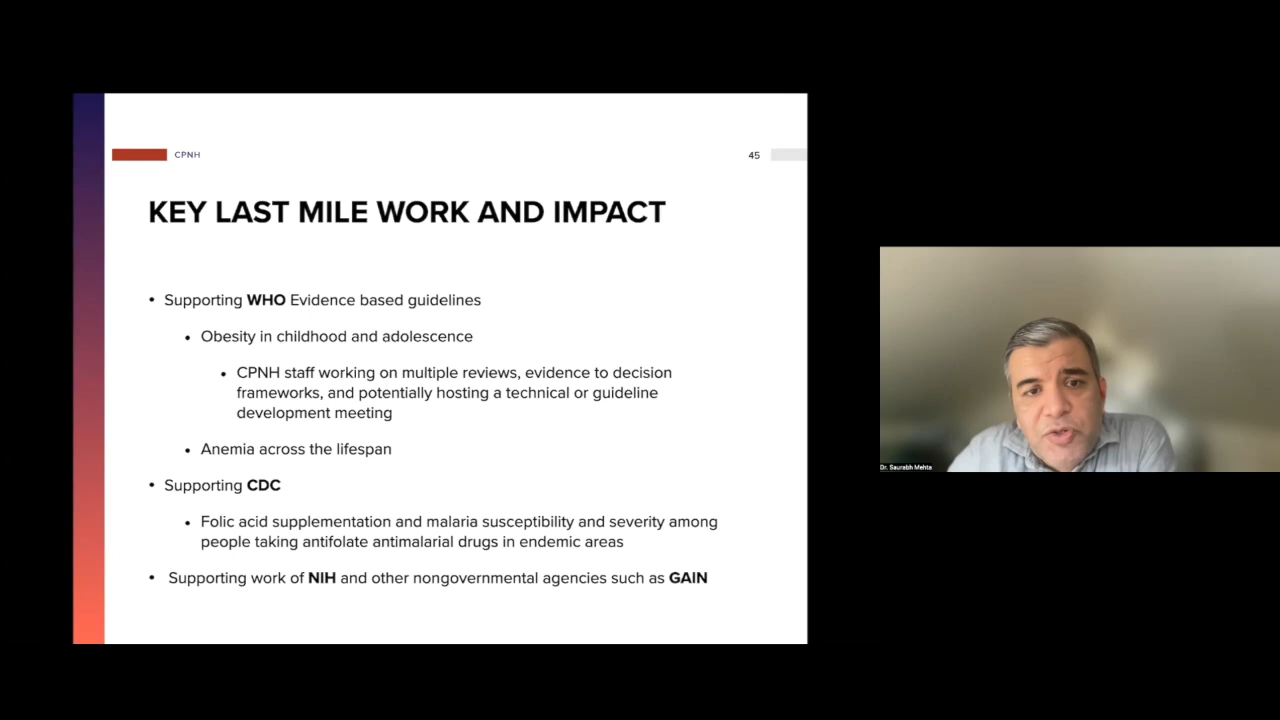 CPNH
45
KEY LAST MILE WORK AND IMPACT
• Supporting WHO Evidence based guidelines
• Obesity in childhood and adolescence
• CPNH staff working on multiple reviews, evidence to decision
frameworks, and potentially hosting a technical or guideline
development meeting
• Anemia across the lifespan
• Supporting CDC
• Folic acid supplementation and malaria susceptibility and severity among
people taking antifolate antimalarial drugs in endemic areas
• Supporting work of NIH and other nongovernmental agencies such as GAIN
Dr. Saurabh Mehta